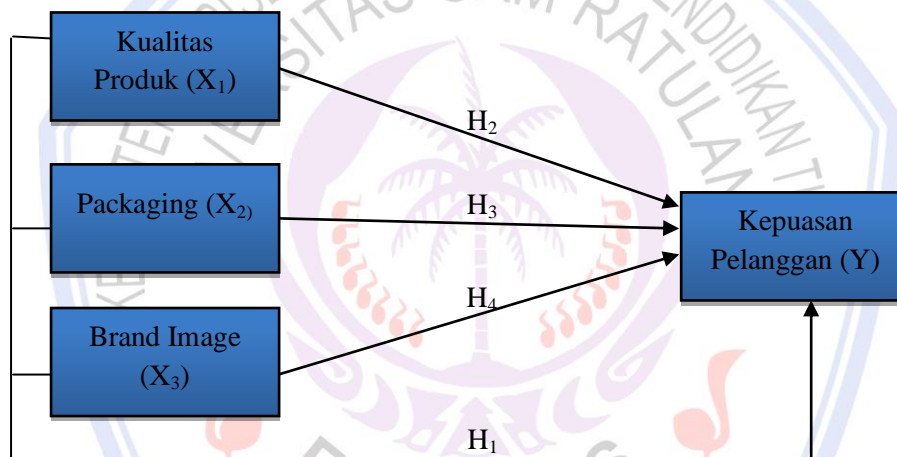 Kualitas
Produk (X₁)
H₂
Packaging (X₂)
H₃
Kepuasan
Pelanggan (Y)
H₄
Brand Image
(X₃)
H₁